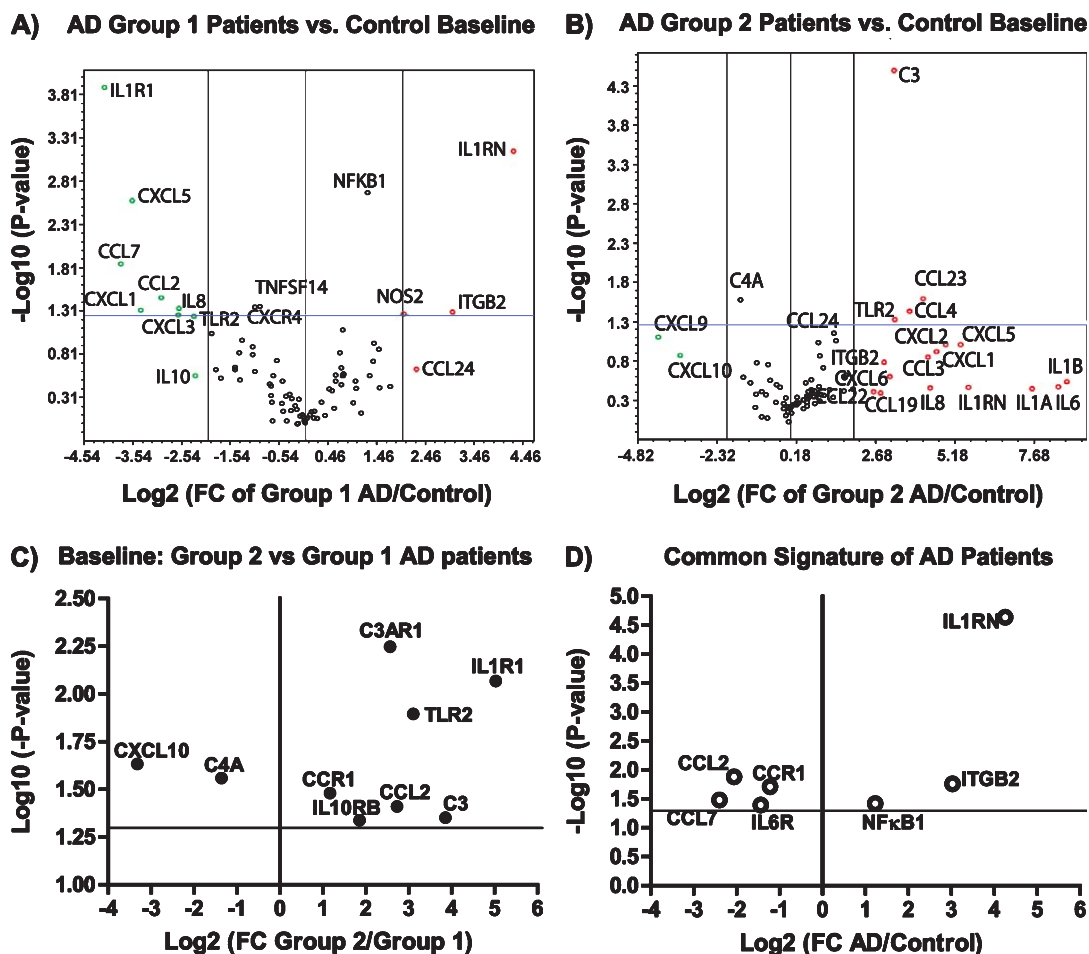 A) AD Group 1 Patients vs. Control Baseline
-Log10 (P-value)
3.81
3.31
2.81
2.31
1.81
1.31
0.81
0.31
IL1R1
IL1RN
NFKB1
CXCL5
CCL7
CCL2
TNFSF14
CXCL1
IL8
NOS2
ITGB2
CXCL3
TLR2
CXCR4
IL10
CCL24
-4.54 -3.54 -2.54 -1.54 -0.54 0.46 1.46 2.46 3.46 4.46
Log2 (FC of Group 1 AD/Control)
B) AD Group 2 Patients vs. Control Baseline
-Log10 (P-value)
4.3
3.8
3.3
2.8
2.3
1.8
1.3
0.8
0.3
C3
C4A
CCL23
TLR2
CCL4
CCL24
CXCL9
CXCL2
CXCL5
CXCL10
ITGB2
CCL3
CXCL1
CXCL6
IL1B
CCL22
CCL19
IL8
IL1RN
IL1A
IL6
-4.82 -2.32 0.18 2.68 5.18 7.68
Log2 (FC of Group 2 AD/Control)
C) Baseline: Group 2 vs Group 1 AD patients
Log10 (-P-value)
2.50
2.25
2.00
1.75
1.50
1.25
1.00
C3AR1
IL1R1
TLR2
CXCL10
C4A
CCR1
CCL2
C3
IL10RB
-4 -3 -2 -1 0 1 2 3 4 5 6
Log2 (FC Group 2/Group 1)
D) Common Signature of AD Patients
-Log10 (P-value)
5.0
4.5
4.0
3.5
3.0
2.5
2.0
1.5
1.0
0.5
0.0
IL1RN
CCL2
CCR1
ITGB2
CCL7
IL6R
NFκB1
-4 -3 -2 -1 0 1 2 3 4 5 6
Log2 (FC AD/Control)